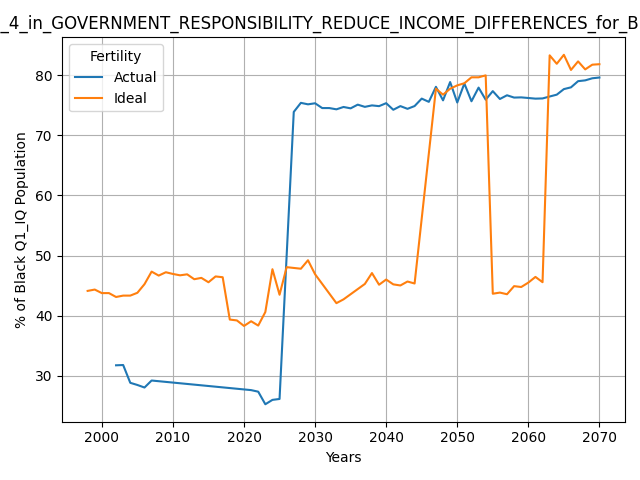 _4_in_GOVERNMENT_RESPONSIBILITY_REDUCE_INCOME_DIFFERENCES_for_B
Fertility
Actual
Ideal
% of Black Q1_IQ Population
80
70
60
50
40
30
2000 2010 2020 2030 2040 2050 2060 2070
Years